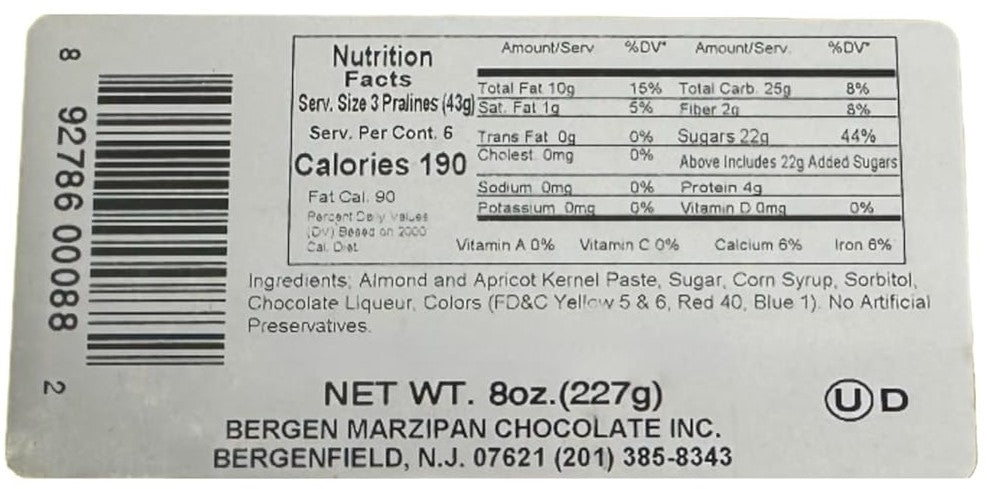 8 92786 00088 2
Nutrition
Facts
Serv. Size 3 Pralines (43g)
Serv. Per Cont. 6
Calories 190
Fat Cal. 90
Percent Daily Values
(DV) Based on 2000
Cal. Diet.
Amount/Serv %DV* Amount/Serv. %DV*
Total Fat 10g 15% Total Carb. 25g 8%
Sat. Fat 1g 5% Fiber 2g 8%
Trans Fat 0g 0% Sugars 22g 44%
Cholest. 0mg 0% Above Includes 22g Added Sugars
Sodium 0mg 0% Protein 4g
Potassium 0mg 0% Vitamin D 0mg 0%
Vitamin A 0% Vitamin C 0% Calcium 6% Iron 6%
Ingredients; Almond and Apricot Kernel Paste, Sugar, Corn Syrup, Sorbitol,
Chocolate Liqueur, Colors (FD&C Yellow 5 & 6, Red 40, Blue 1). No Artificial
Preservatives.
NET WT. 8oz.(227g)
U D
BERGEN MARZIPAN CHOCOLATE INC.
BERGENFIELD, N.J. 07621 (201) 385-8343